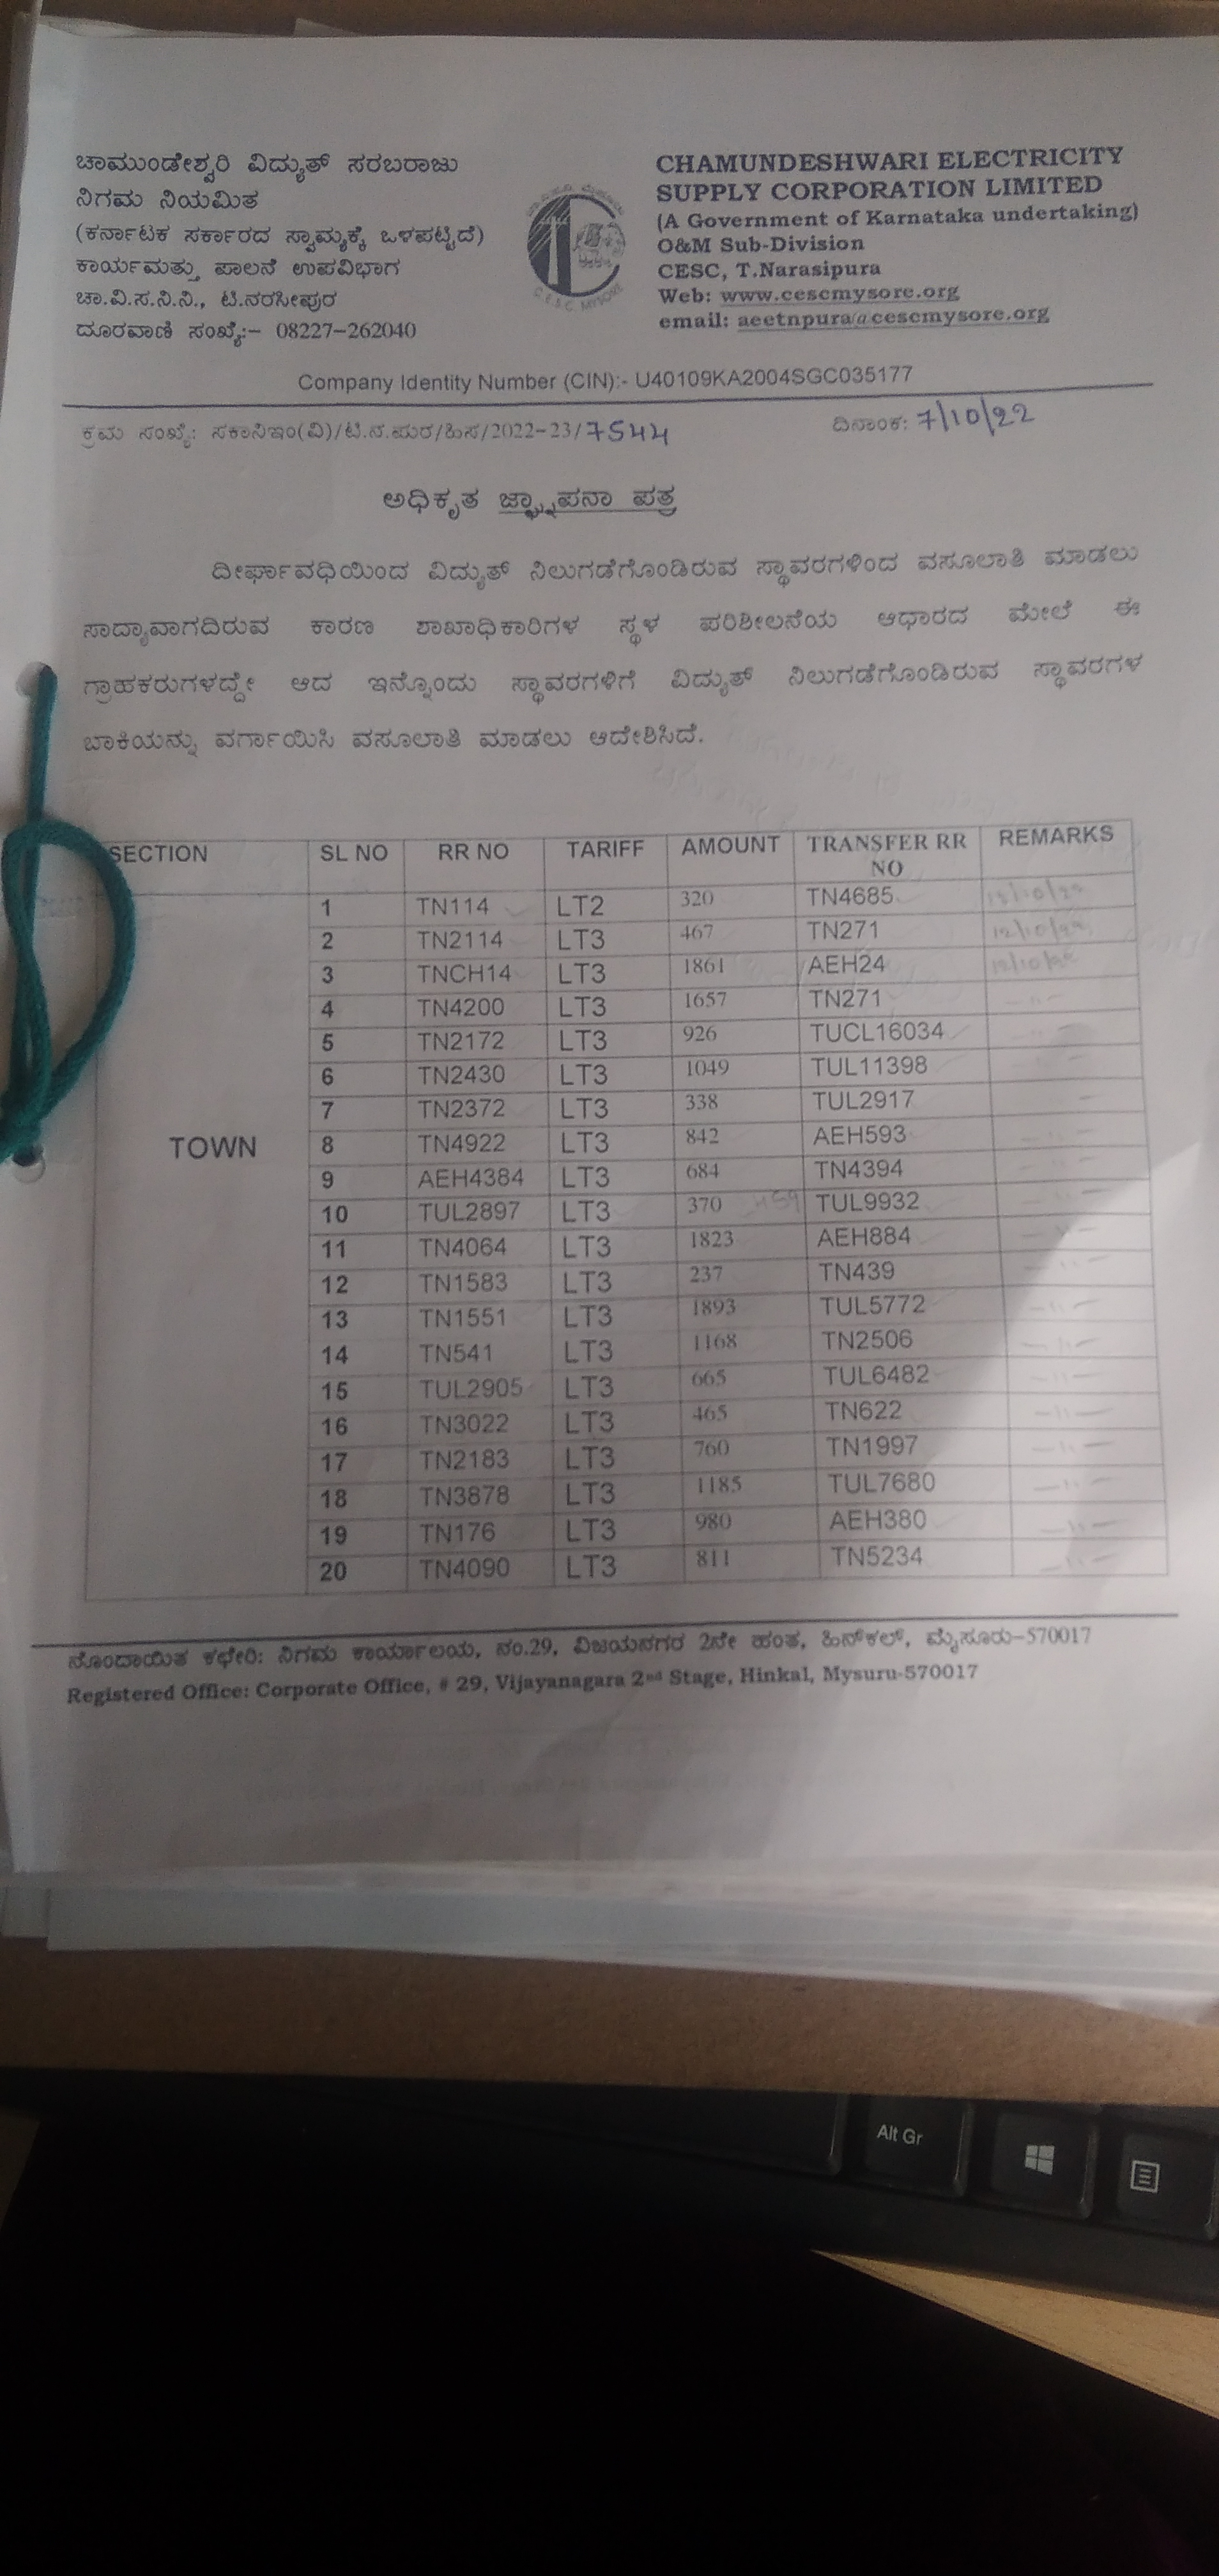 ಚಾಮುಂಡೇಶ್ವರಿ ವಿದ್ಯುತ್ ಸರಬರಾಜು
ನಿಗಮ ನಿಯಮಿತ
(ಕರ್ನಾಟಕ ಸರ್ಕಾರದ ಸ್ವಾಮ್ಯಕ್ಕೆ ಒಳಪಟ್ಟಿದೆ)
ಕಾರ್ಯಮತ್ತು ಪಾಲನೆ ಉಪವಿಭಾಗ
ಚಾ.ವಿ.ಸ.ನಿ.ನಿ., ಟಿ.ನರಸೀಪುರ
ದೂರವಾಣಿ ಸಂಖ್ಯೆ:- 08227-262040
C.E.S.C. MYSORE
CHAMUNDESHWARI ELECTRICITY
SUPPLY CORPORATION LIMITED
(A Government of Karnataka undertaking)
O&M Sub-Division
CESC, T.Narasipura
Web: www.cescmysore.org
email: aeetnpura@cescmysore.org
Company Identity Number (CIN):- U40109KA2004SGC035177
ಕ್ರಮ ಸಂಖ್ಯೆ: ಸಕಾನಿಇಂ(ವಿ)/ಟಿ.ನ.ಪುರ/ಹಿಸ/2022-23/7544 ದಿನಾಂಕ: 7/10/22
ಅಧಿಕೃತ ಜ್ಞಾಪನಾ ಪತ್ರ
ದೀರ್ಘಾವಧಿಯಿಂದ ವಿದ್ಯುತ್ ನಿಲುಗಡೆಗೊಂಡಿರುವ ಸ್ಥಾವರಗಳಿಂದ ವಸೂಲಾತಿ ಮಾಡಲು
ಸಾದ್ಯಾವಾಗದಿರುವ ಕಾರಣ ಶಾಖಾಧಿಕಾರಿಗಳ ಸ್ಥಳ ಪರಿಶೀಲನೆಯ ಆಧಾರದ ಮೇಲೆ ಈ
ಗ್ರಾಹಕರುಗಳದ್ದೇ ಆದ ಇನ್ನೊಂದು ಸ್ಥಾವರಗಳಿಗೆ ವಿದ್ಯುತ್ ನಿಲುಗಡೆಗೊಂಡಿರುವ ಸ್ಥಾವರಗಳ
ಬಾಕಿಯನ್ನು ವರ್ಗಾಯಿಸಿ ವಸೂಲಾತಿ ಮಾಡಲು ಆದೇಶಿಸಿದೆ.
SECTION SL NO RR NO TARIFF AMOUNT TRANSFER RR NO REMARKS
TOWN
1 TN114 LT2 320 TN4685 12/10/22
2 TN2114 LT3 467 TN271 12/10/22
3 TNCH14 LT3 1861 AEH24 12/10/22
4 TN4200 LT3 1657 TN271 -"-
5 TN2172 LT3 926 TUCL16034
6 TN2430 LT3 1049 TUL11398
7 TN2372 LT3 338 TUL2917
8 TN4922 LT3 842 AEH593
9 AEH4384 LT3 684 TN4394
10 TUL2897 LT3 370 459 TUL9932
11 TN4064 LT3 1823 AEH884 -"-
12 TN1583 LT3 237 TN439 -"-
13 TN1551 LT3 1893 TUL5772 -"-
14 TN541 LT3 1168 TN2506 -"-
15 TUL2905 LT3 665 TUL6482 -"-
16 TN3022 LT3 465 TN622 -"-
17 TN2183 LT3 760 TN1997 -"-
18 TN3878 LT3 1185 TUL7680 -"-
19 TN176 LT3 980 AEH380 -"-
20 TN4090 LT3 811 TN5234 -"-
ನೊಂದಾಯಿತ ಕಛೇರಿ: ನಿಗಮ ಕಾರ್ಯಾಲಯ, ನಂ.29, ವಿಜಯನಗರ 2ನೇ ಹಂತ, ಹಿನ್‌ಕಲ್, ಮೈಸೂರು-570017
Registered Office: Corporate Office, # 29, Vijayanagara 2nd Stage, Hinkal, Mysuru-570017
Alt Gr